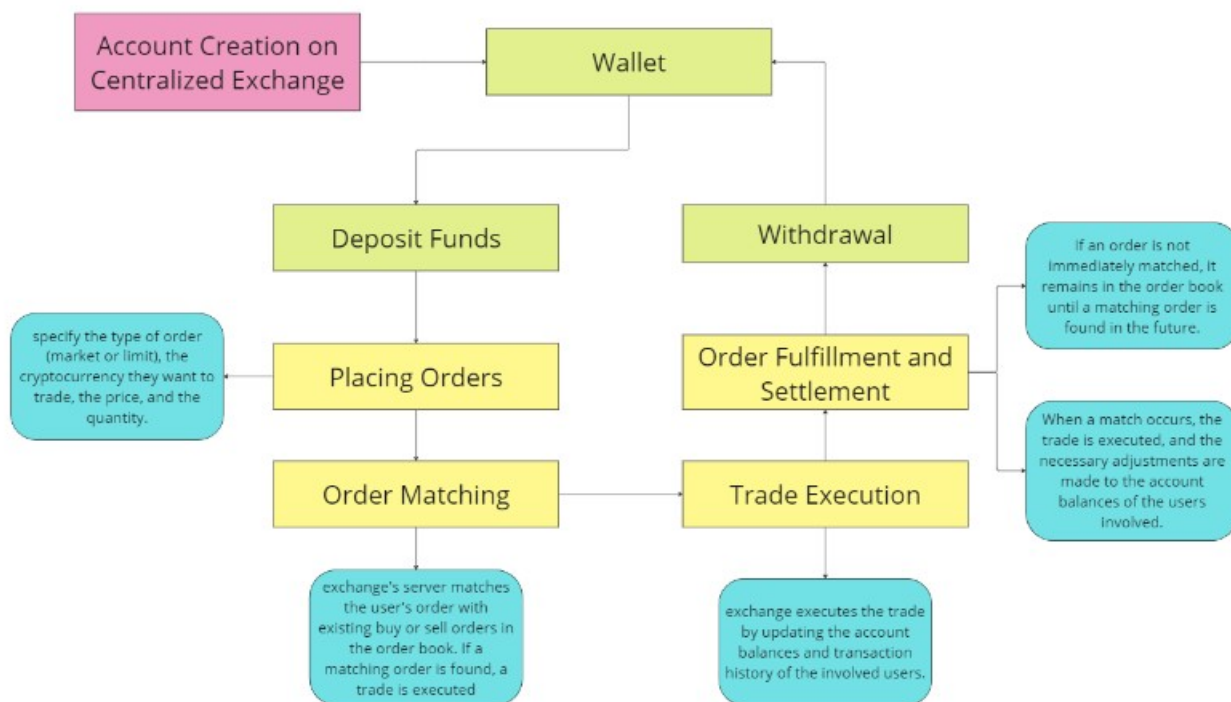 Account Creation on
Centralized Exchange
Wallet
Deposit Funds
Withdrawal
If an order is not
immediately matched, it
remains in the order book
until a matching order is
found in the future.
specify the type of order
(market or limit), the
cryptocurrency they want to
trade, the price, and the
quantity.
Placing Orders
Order Fulfillment and
Settlement
When a match occurs, the
trade is executed, and the
necessary adjustments are
made to the account
balances of the users
involved.
Order Matching
Trade Execution
exchange's server matches
the user's order with
existing buy or sell orders in
the order book. If a
matching order is found, a
trade is executed
exchange executes the trade
by updating the account
balances and transaction
history of the involved users.